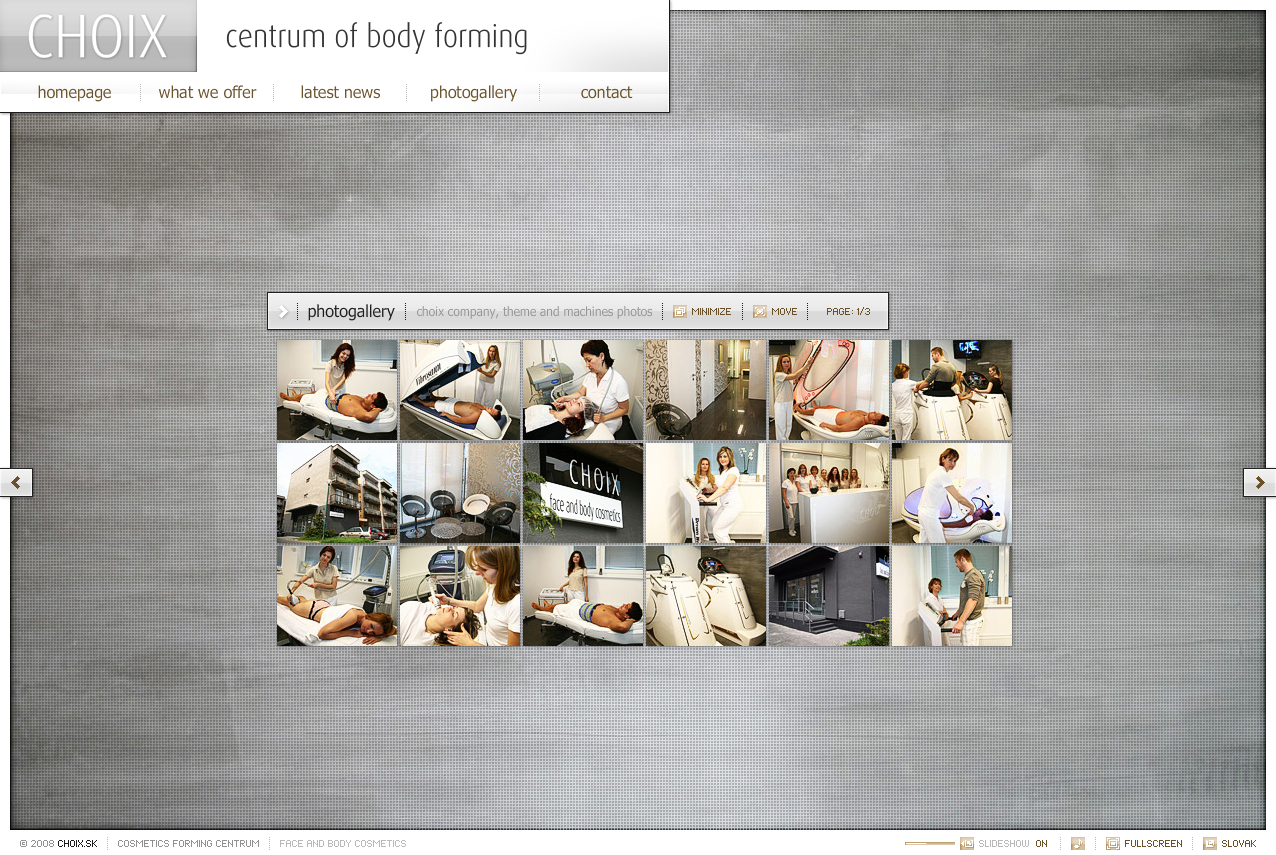 CHOIX
centrum of body forming
homepage
what we offer
latest news
photogallery
contact
photogallery
choix company, theme and machines photos
MINIMIZE
MOVE
PAGE: 1/3
CHOIX
face and body cosmetics
© 2008 CHOIX.SK
COSMETICS FORMING CENTRUM
FACE AND BODY COSMETICS
SLIDESHOW ON
FULLSCREEN
SLOVAK